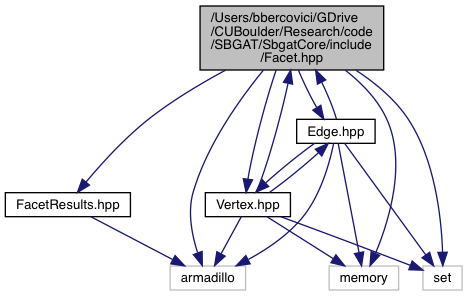 /Users/bbercovici/GDrive
/CUBoulder/Research/code
/SBGAT/SbgatCore/include
/Facet.hpp
Edge.hpp
FacetResults.hpp
Vertex.hpp
armadillo
memory
set